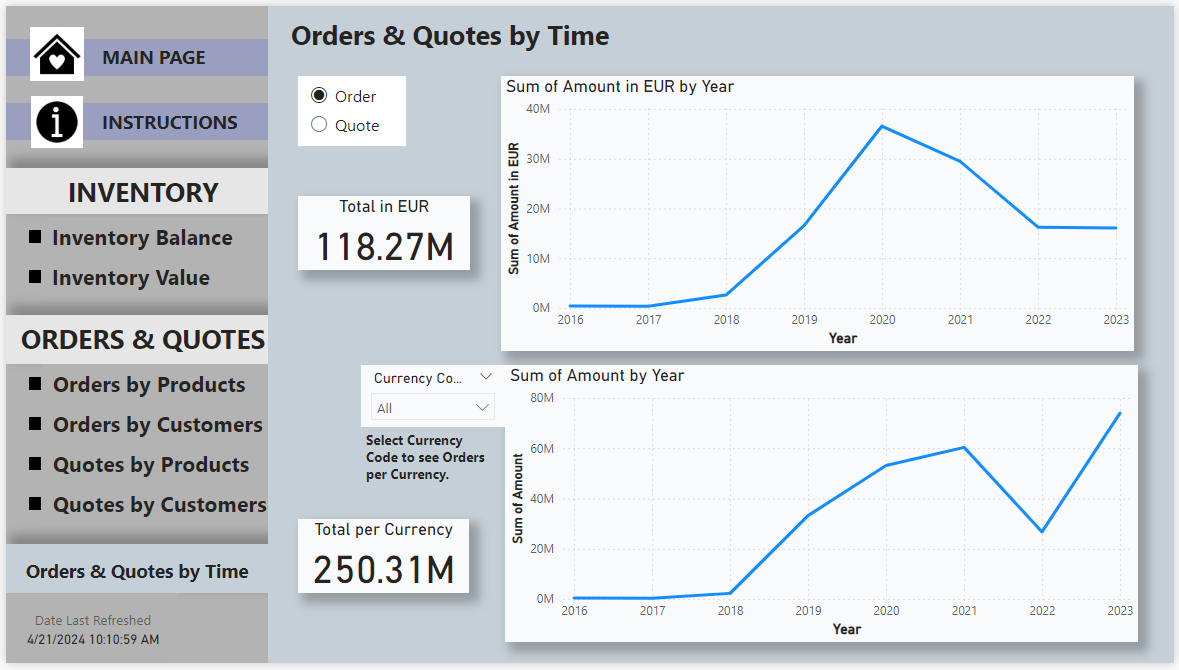 MAIN PAGE
INSTRUCTIONS
INVENTORY
Inventory Balance
Inventory Value
ORDERS & QUOTES
Orders by Products
Orders by Customers
Quotes by Products
Quotes by Customers
Orders & Quotes by Time
Date Last Refreshed
4/21/2024 10:10:59 AM
Orders & Quotes by Time
Order
Quote
Total in EUR
118.27M
Sum of Amount in EUR by Year
Sum of Amount in EUR
40M
30M
20M
10M
0M
2016 2017 2018 2019 2020 2021 2022 2023
Year
Currency Co...
All
Select Currency
Code to see Orders
per Currency.
Total per Currency
250.31M
Sum of Amount by Year
Sum of Amount
80M
60M
40M
20M
0M
2016 2017 2018 2019 2020 2021 2022 2023
Year